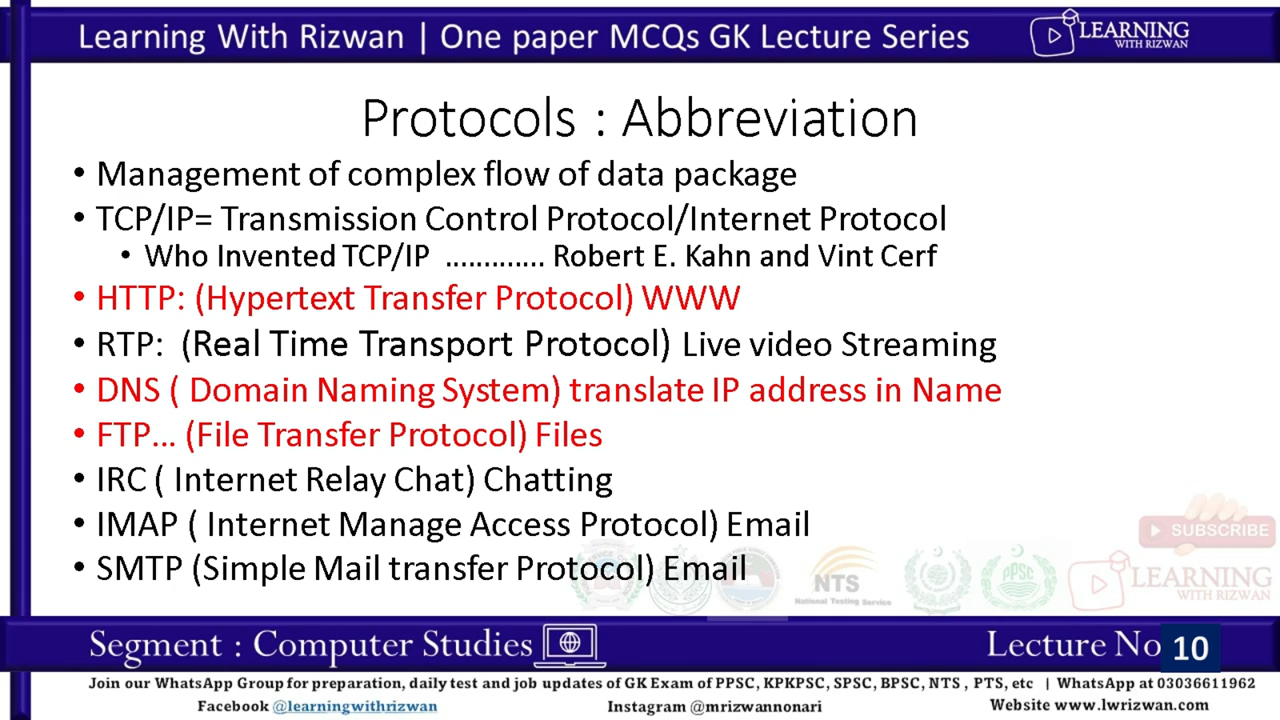 Learning With Rizwan | One paper MCQs GK Lecture Series
LEARNING
WITH RIZWAN
Protocols : Abbreviation
• Management of complex flow of data package
• TCP/IP= Transmission Control Protocol/Internet Protocol
• Who Invented TCP/IP ............. Robert E. Kahn and Vint Cerf
• HTTP: (Hypertext Transfer Protocol) WWW
• RTP: (Real Time Transport Protocol) Live video Streaming
• DNS ( Domain Naming System) translate IP address in Name
• FTP... (File Transfer Protocol) Files
• IRC ( Internet Relay Chat) Chatting
• IMAP ( Internet Manage Access Protocol) Email
• SMTP (Simple Mail transfer Protocol) Email
SUBSCRIBE
NTS
National Testing Service
PPSC
LEARNING
WITH RIZWAN
Segment : Computer Studies
Lecture No 10
Join our WhatsApp Group for preparation, daily test and job updates of GK Exam of PPSC, KPKPSC, SPSC, BPSC, NTS , PTS, etc | WhatsApp at 03036611962
Facebook @learningwithrizwan Instagram @mrizwannonari Website www.lwrizwan.com